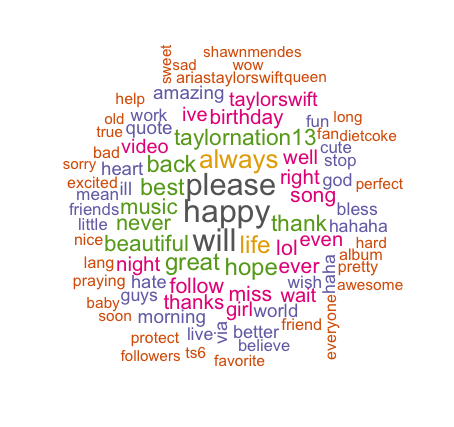 sweet shawnmendes
sad wow
ariastaylorswift queen
amazing
help ive birthday taylorswift
old work fun long
true quote taylornation13 fan dietcoke
bad video always well cute
sorry heart back right stop
excited ill best please god perfect
mean song
friends music happy bless
little never thank hahaha
nice beautiful will life lol even hard
lang night great hope ever haha album
pretty
praying hate follow wish awesome
baby guys thanks miss wait everyone
soon morning girl world
protect live via better friend
followers ts6 believe
favorite